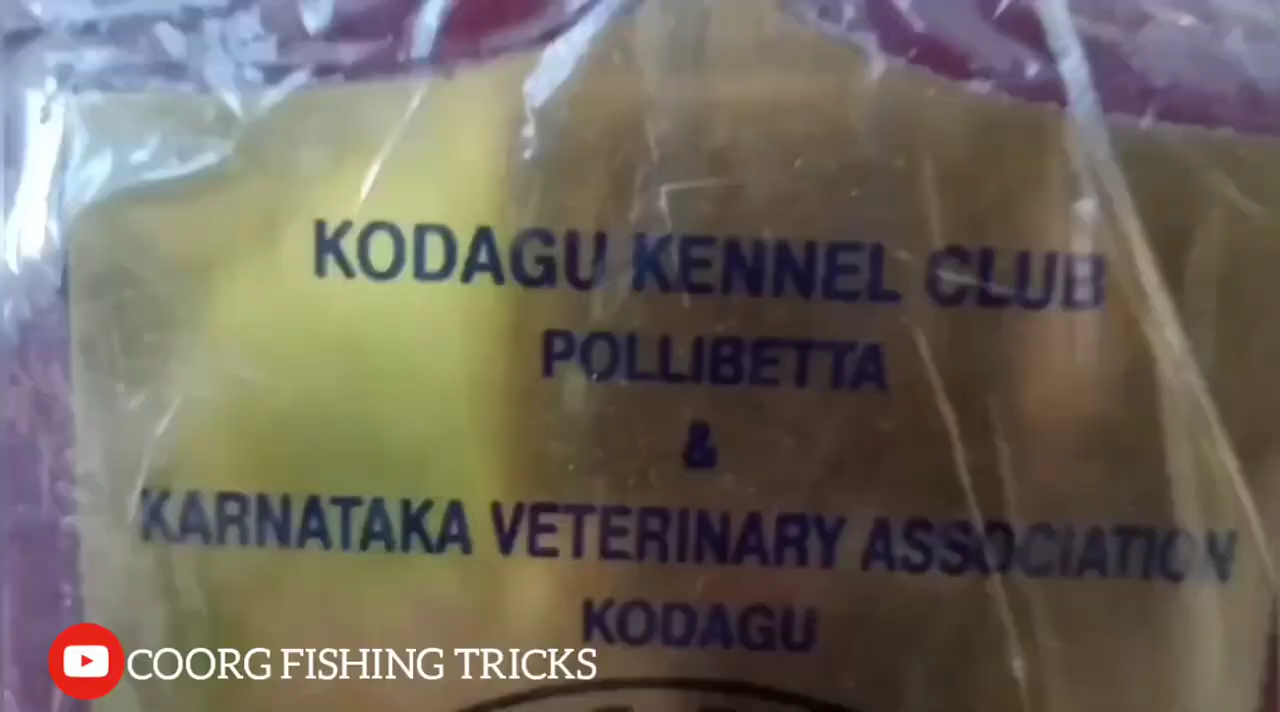 KODAGU KENNEL CLUB
POLLIBETTA
&
KARNATAKA VETERINARY ASSOCIATION
KODAGU
COORG FISHING TRICKS